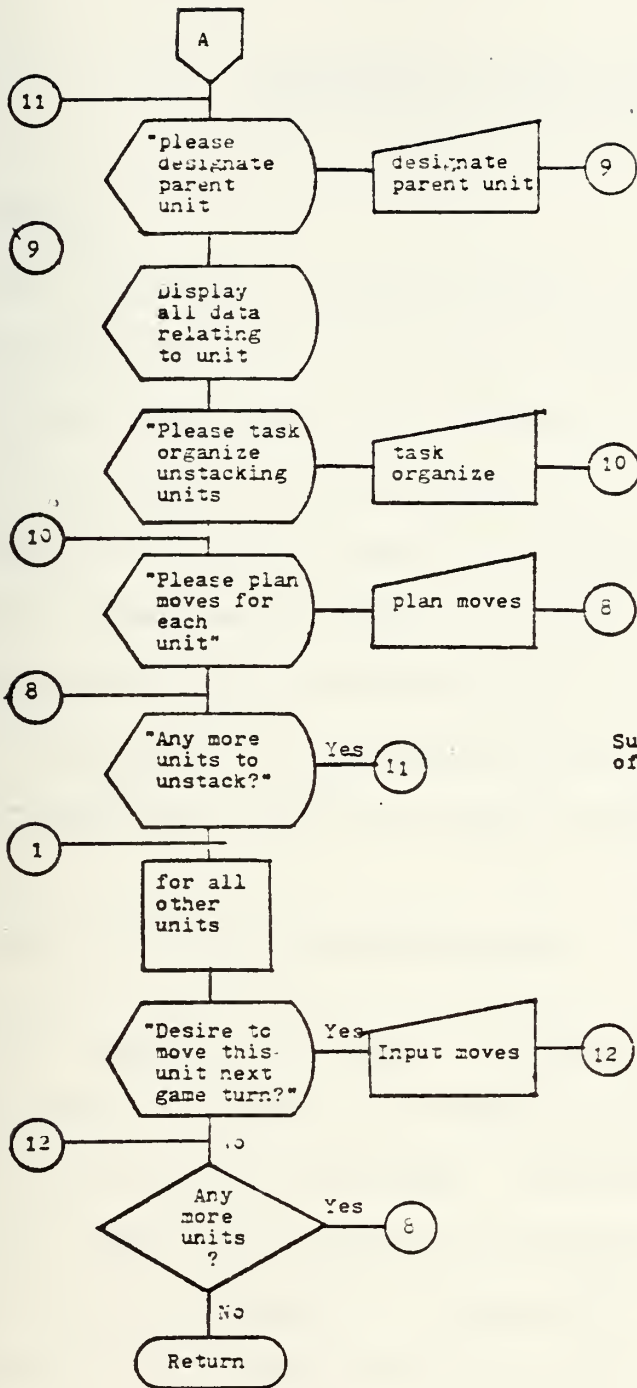 A
11
"please
designate
parent
unit
designate
parent unit
9
9
Display
all data
relating
to unit
"Please task
organize
unstacking
units
task
organize
10
10
"Please plan
moves for
each
unit"
plan moves
8
8
"Any more
units to
unstack?"
Yes
11
Su
of
1
for all
other
units
"Desire to
move this
unit next
game turn?"
Yes
Input moves
12
12
Any
more
units
?
Yes
8
No
Return